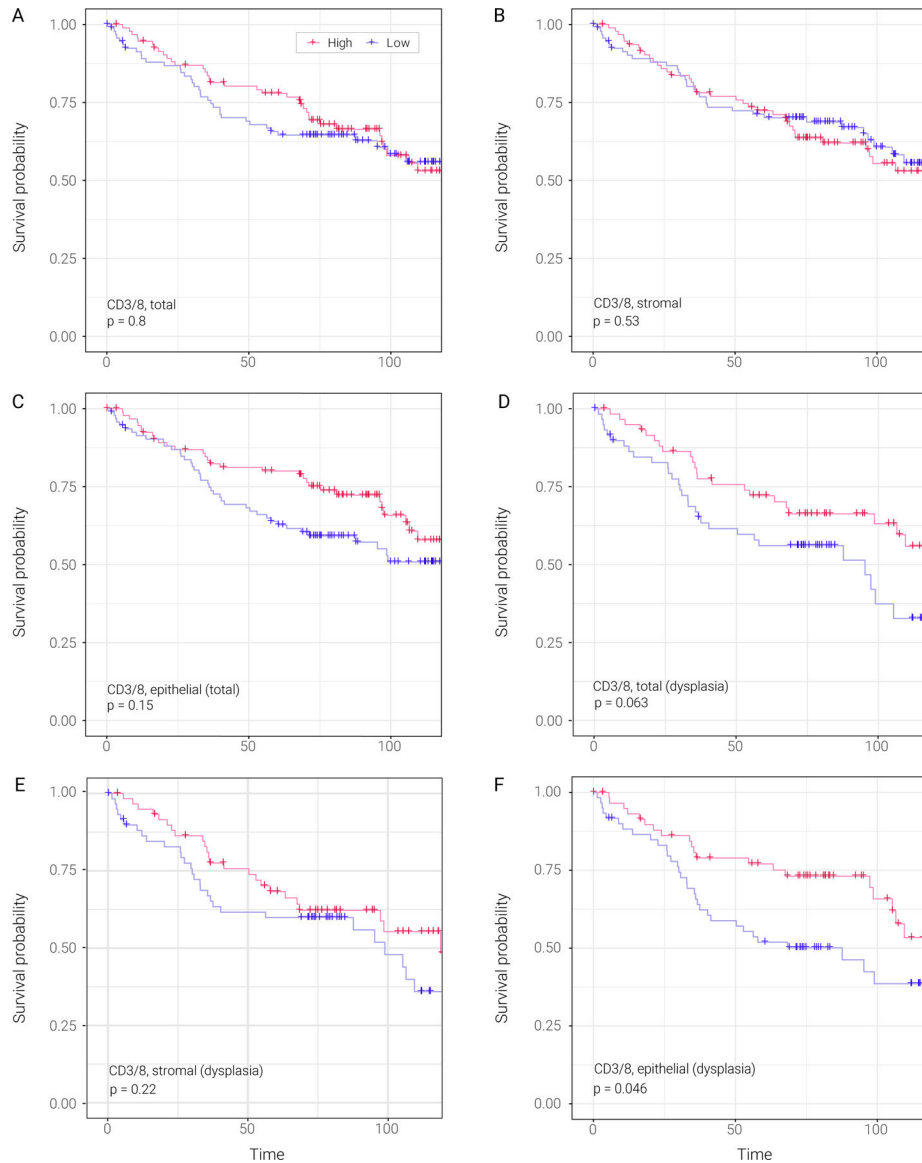 A
1.00
0.75
0.50
0.25
0.00
Survival probability
High Low
CD3/8, total
p = 0.8
0 50 100
B
1.00
0.75
0.50
0.25
0.00
Survival probability
CD3/8, stromal
p = 0.53
0 50 100
C
1.00
0.75
0.50
0.25
0.00
Survival probability
CD3/8, epithelial (total)
p = 0.15
0 50 100
D
1.00
0.75
0.50
0.25
0.00
Survival probability
CD3/8, total (dysplasia)
p = 0.063
0 50 100
E
1.00
0.75
0.50
0.25
0.00
Survival probability
CD3/8, stromal (dysplasia)
p = 0.22
0 50 100
Time
F
1.00
0.75
0.50
0.25
0.00
Survival probability
CD3/8, epithelial (dysplasia)
p = 0.046
0 50 100
Time